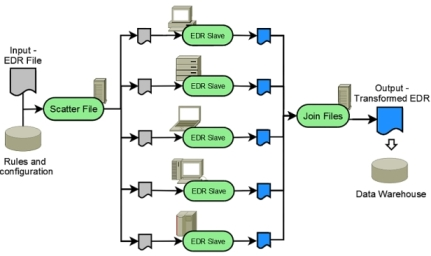 Input -
EDR File
Scatter File
Rules and
configuration
EDR Slave
EDR Slave
EDR Slave
EDR Slave
EDR Slave
Join Files
Output -
Transformed EDR
Data Warehouse